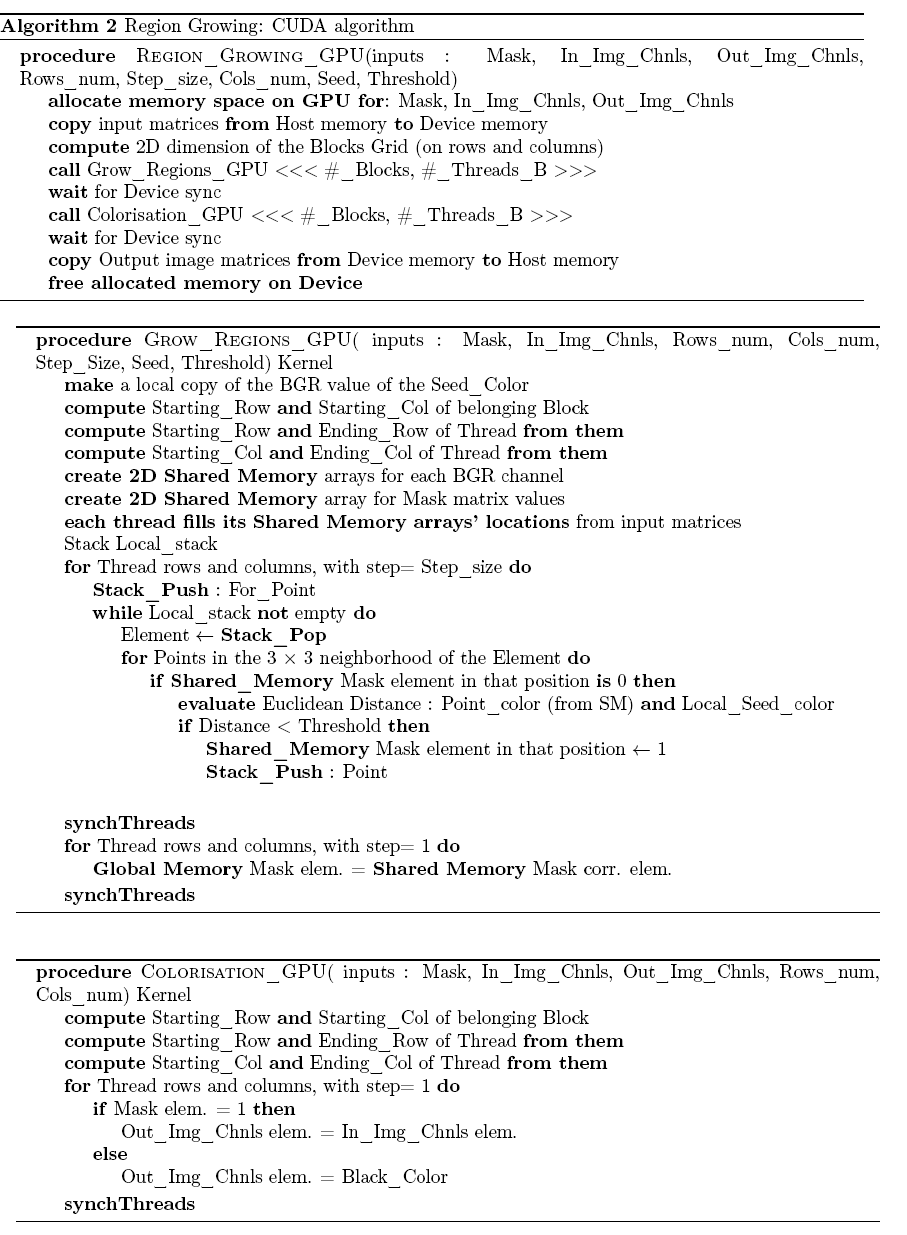 Algorithm 2 Region Growing: CUDA algorithm
procedure REGION_GROWING_GPU(inputs : Mask, In_Img_Chnls, Out_Img_Chnls,
Rows_num, Step_size, Cols_num, Seed, Threshold)
allocate memory space on GPU for: Mask, In_Img_Chnls, Out_Img_Chnls
copy input matrices from Host memory to Device memory
compute 2D dimension of the Blocks Grid (on rows and columns)
call Grow_Regions_GPU <<< #_Blocks, #_Threads_B >>>
wait for Device sync
call Colorisation_GPU <<< #_Blocks, #_Threads_B >>>
wait for Device sync
copy Output image matrices from Device memory to Host memory
free allocated memory on Device
procedure GROW_REGIONS_GPU( inputs : Mask, In_Img_Chnls, Rows_num, Cols_num,
Step_Size, Seed, Threshold) Kernel
make a local copy of the BGR value of the Seed_Color
compute Starting_Row and Starting_Col of belonging Block
compute Starting_Row and Ending_Row of Thread from them
compute Starting_Col and Ending_Col of Thread from them
create 2D Shared Memory arrays for each BGR channel
create 2D Shared Memory array for Mask matrix values
each thread fills its Shared Memory arrays' locations from input matrices
Stack Local_stack
for Thread rows and columns, with step= Step_size do
Stack_Push : For_Point
while Local_stack not empty do
Element ← Stack_Pop
for Points in the 3 × 3 neighborhood of the Element do
if Shared_Memory Mask element in that position is 0 then
evaluate Euclidean Distance : Point_color (from SM) and Local_Seed_color
if Distance < Threshold then
Shared_Memory Mask element in that position ← 1
Stack_Push : Point
synchThreads
for Thread rows and columns, with step= 1 do
Global Memory Mask elem. = Shared Memory Mask corr. elem.
synchThreads
procedure COLORISATION_GPU( inputs : Mask, In_Img_Chnls, Out_Img_Chnls, Rows_num,
Cols_num) Kernel
compute Starting_Row and Starting_Col of belonging Block
compute Starting_Row and Ending_Row of Thread from them
compute Starting_Col and Ending_Col of Thread from them
for Thread rows and columns, with step= 1 do
if Mask elem. = 1 then
Out_Img_Chnls elem. = In_Img_Chnls elem.
else
Out_Img_Chnls elem. = Black_Color
synchThreads